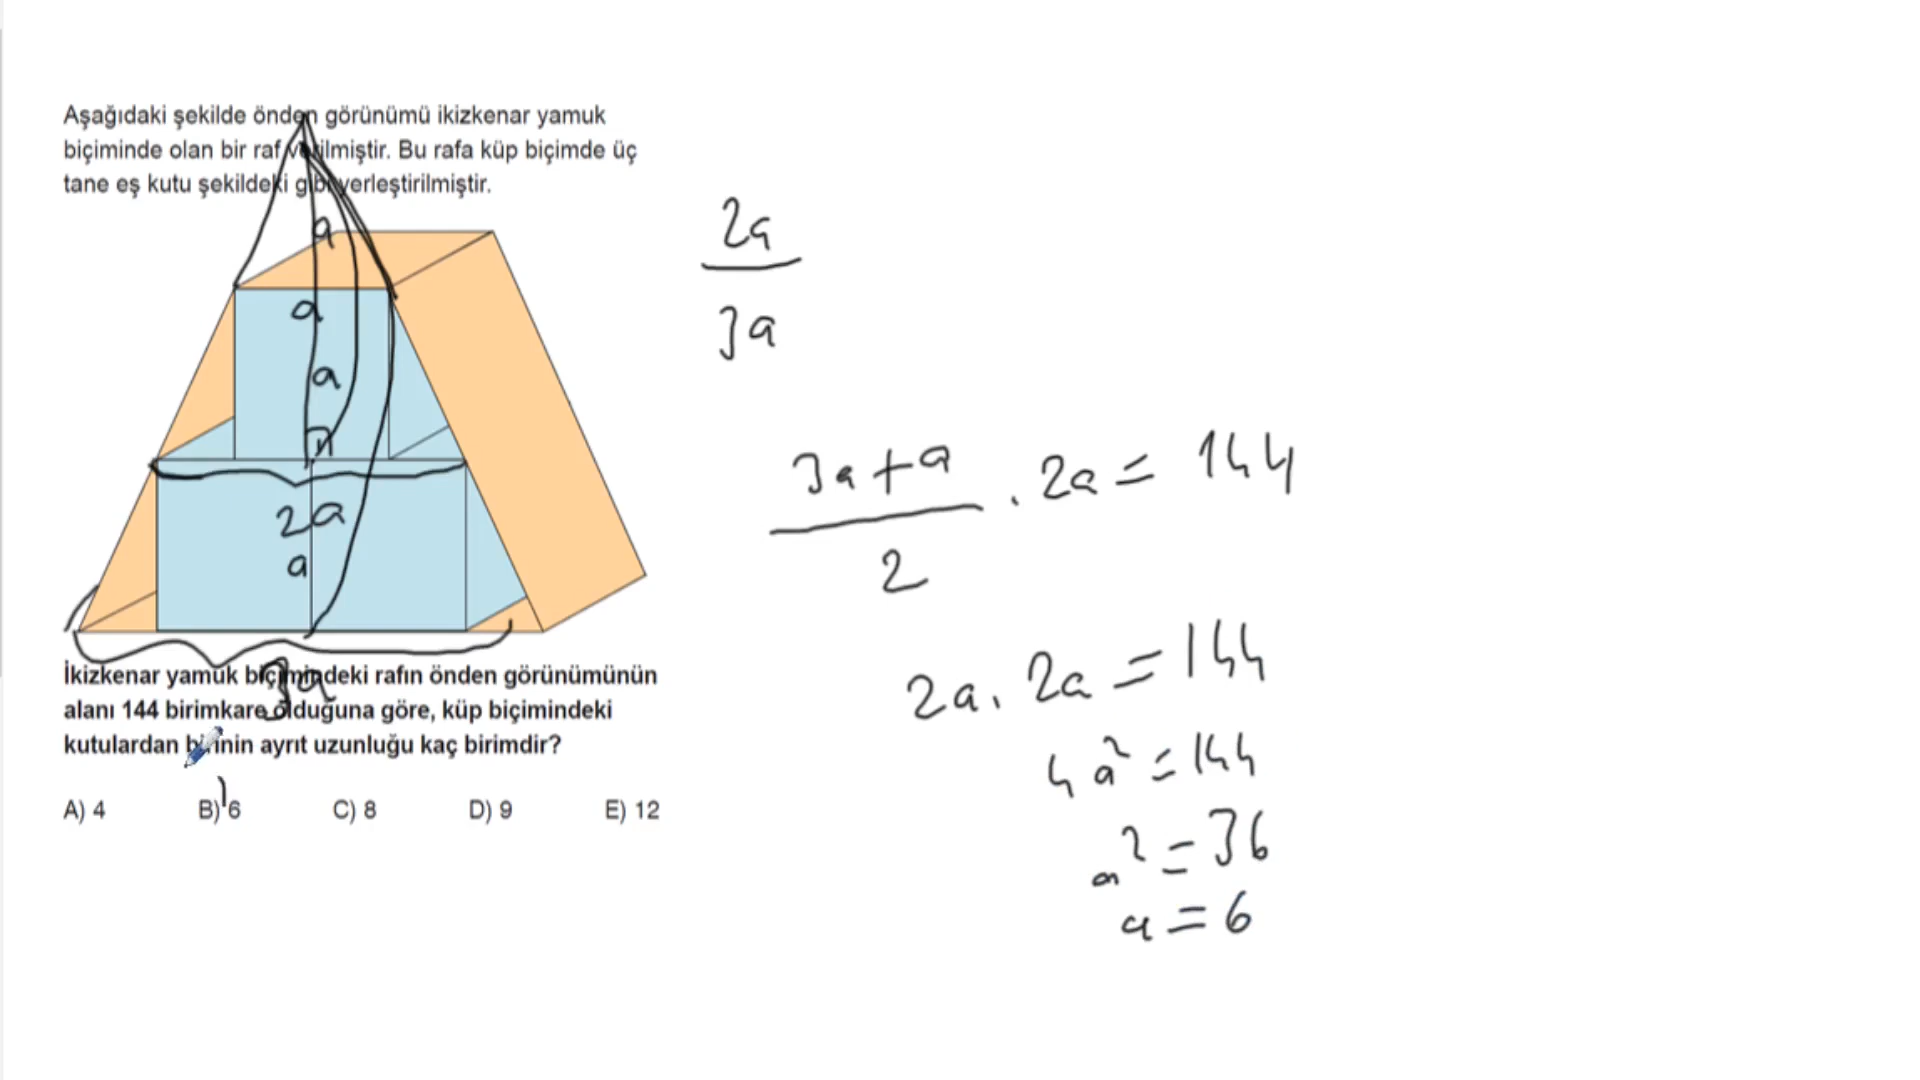 Aşağıdaki şekilde önden görünümü ikizkenar yamuk
biçiminde olan bir raf verilmiştir. Bu rafa küp biçimde üç
tane eş kutu şekildeki gibi yerleştirilmiştir.
a
a
a
2a
a
3a
İkizkenar yamuk biçimindeki rafın önden görünümünün
alanı 144 birimkare olduğuna göre, küp biçimindeki
kutulardan birinin ayrıt uzunluğu kaç birimdir?
A) 4 B) 6 C) 8 D) 9 E) 12
2a
3a
3a+a
2
. 2a = 144
2a. 2a = 144
4a² = 144
a² = 36
a = 6